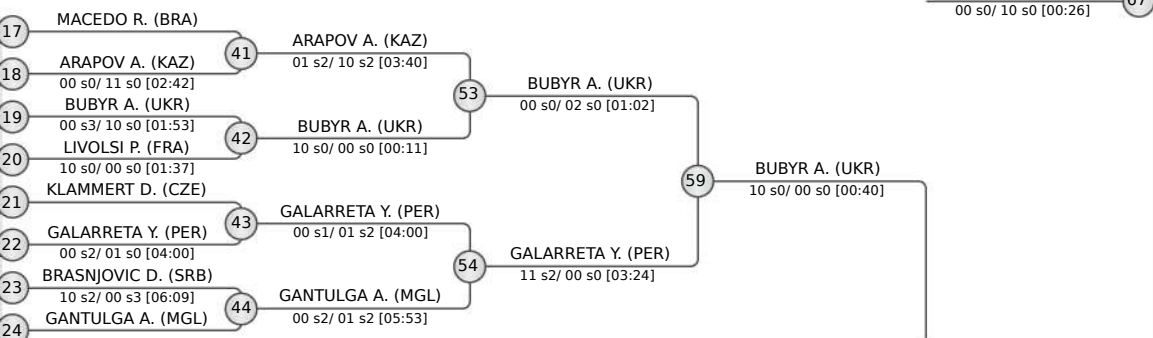 67
00 s0/ 10 s0 [00:26]
17
MACEDO R. (BRA)
41
ARAPOV A. (KAZ)
01 s2/ 10 s2 [03:40]
18
ARAPOV A. (KAZ)
00 s0/ 11 s0 [02:42]
53
BUBYR A. (UKR)
00 s0/ 02 s0 [01:02]
19
BUBYR A. (UKR)
00 s3/ 10 s0 [01:53]
42
BUBYR A. (UKR)
10 s0/ 00 s0 [00:11]
20
LIVOLSI P. (FRA)
10 s0/ 00 s0 [01:37]
59
BUBYR A. (UKR)
10 s0/ 00 s0 [00:40]
21
KLAMMERT D. (CZE)
43
GALARRETA Y. (PER)
00 s1/ 01 s2 [04:00]
22
GALARRETA Y. (PER)
00 s2/ 01 s0 [04:00]
54
GALARRETA Y. (PER)
11 s2/ 00 s0 [03:24]
23
BRASNJOVIC D. (SRB)
10 s2/ 00 s3 [06:09]
44
GANTULGA A. (MGL)
00 s2/ 01 s2 [05:53]
24
GANTULGA A. (MGL)